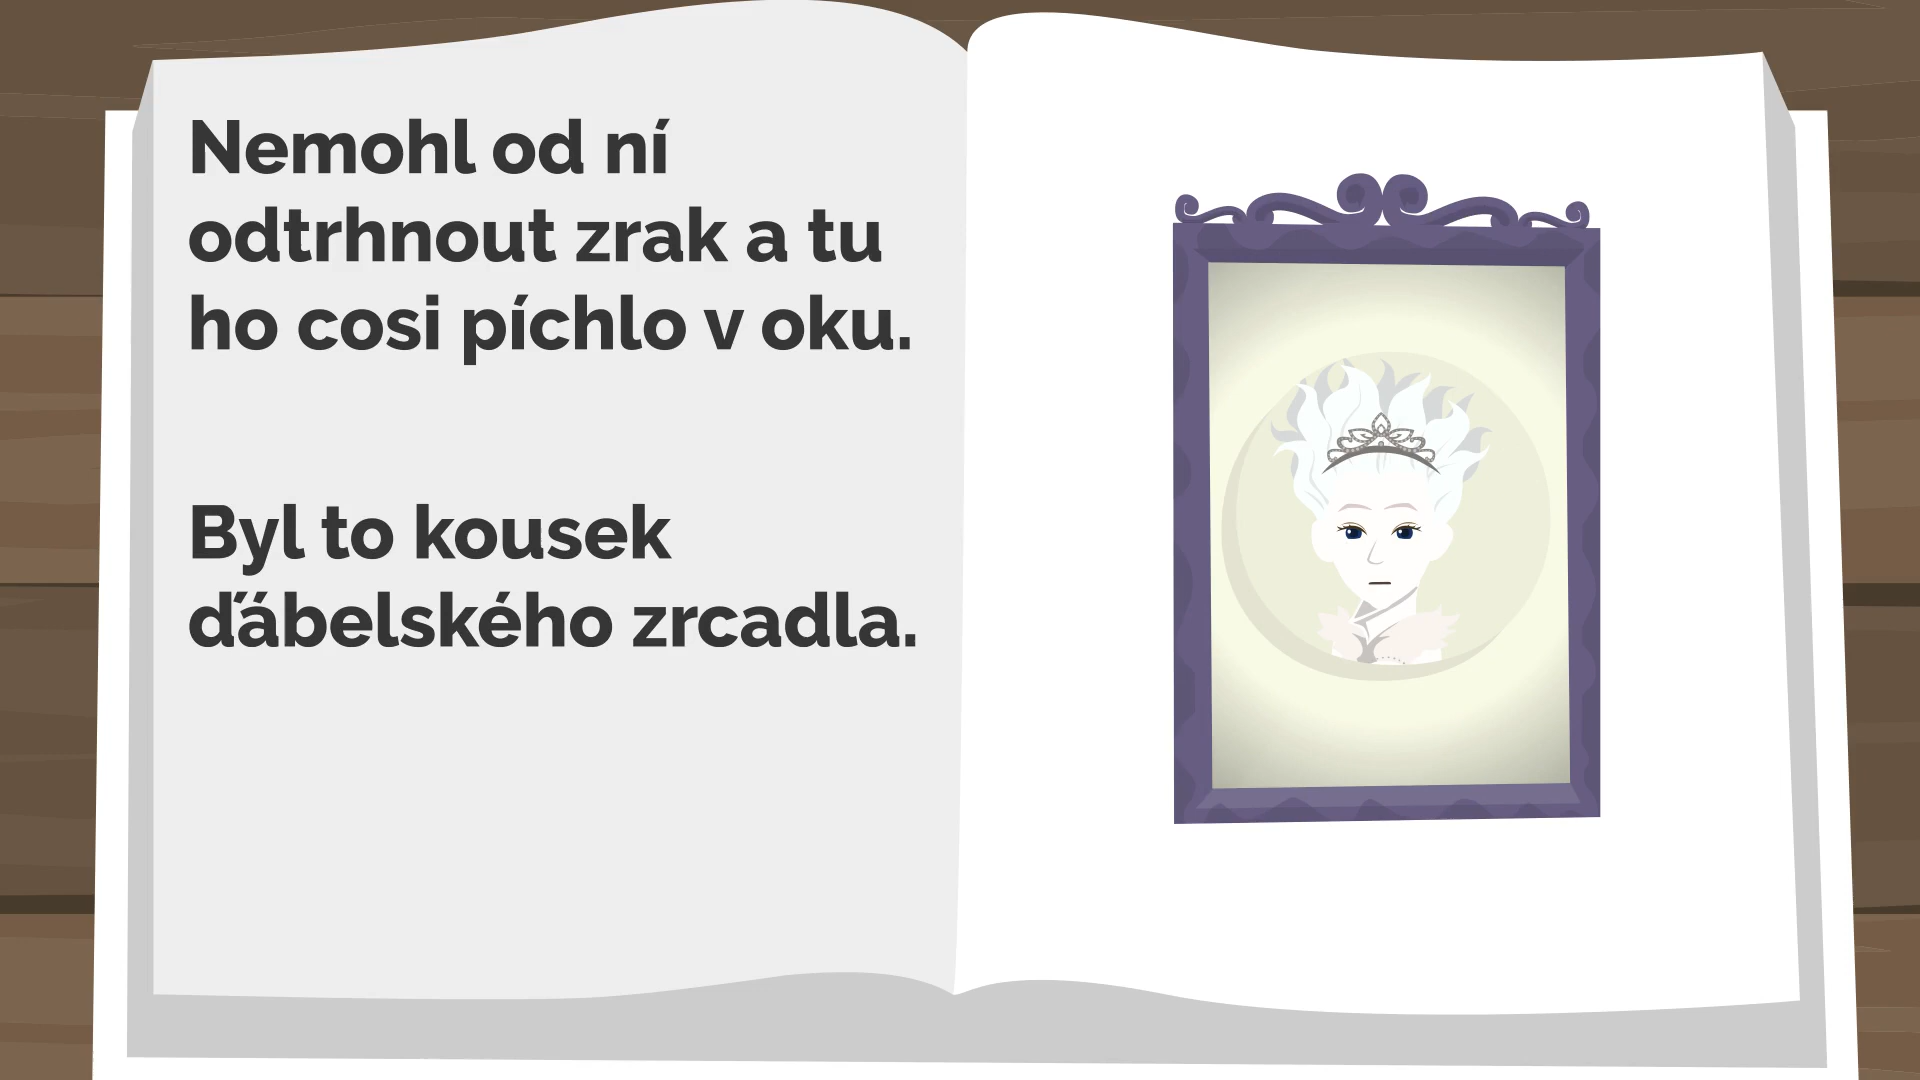 Nemohl od ní
odtrhnout zrak a tu
ho cosi píchlo v oku.
Byl to kousek
ďábelského zrcadla.